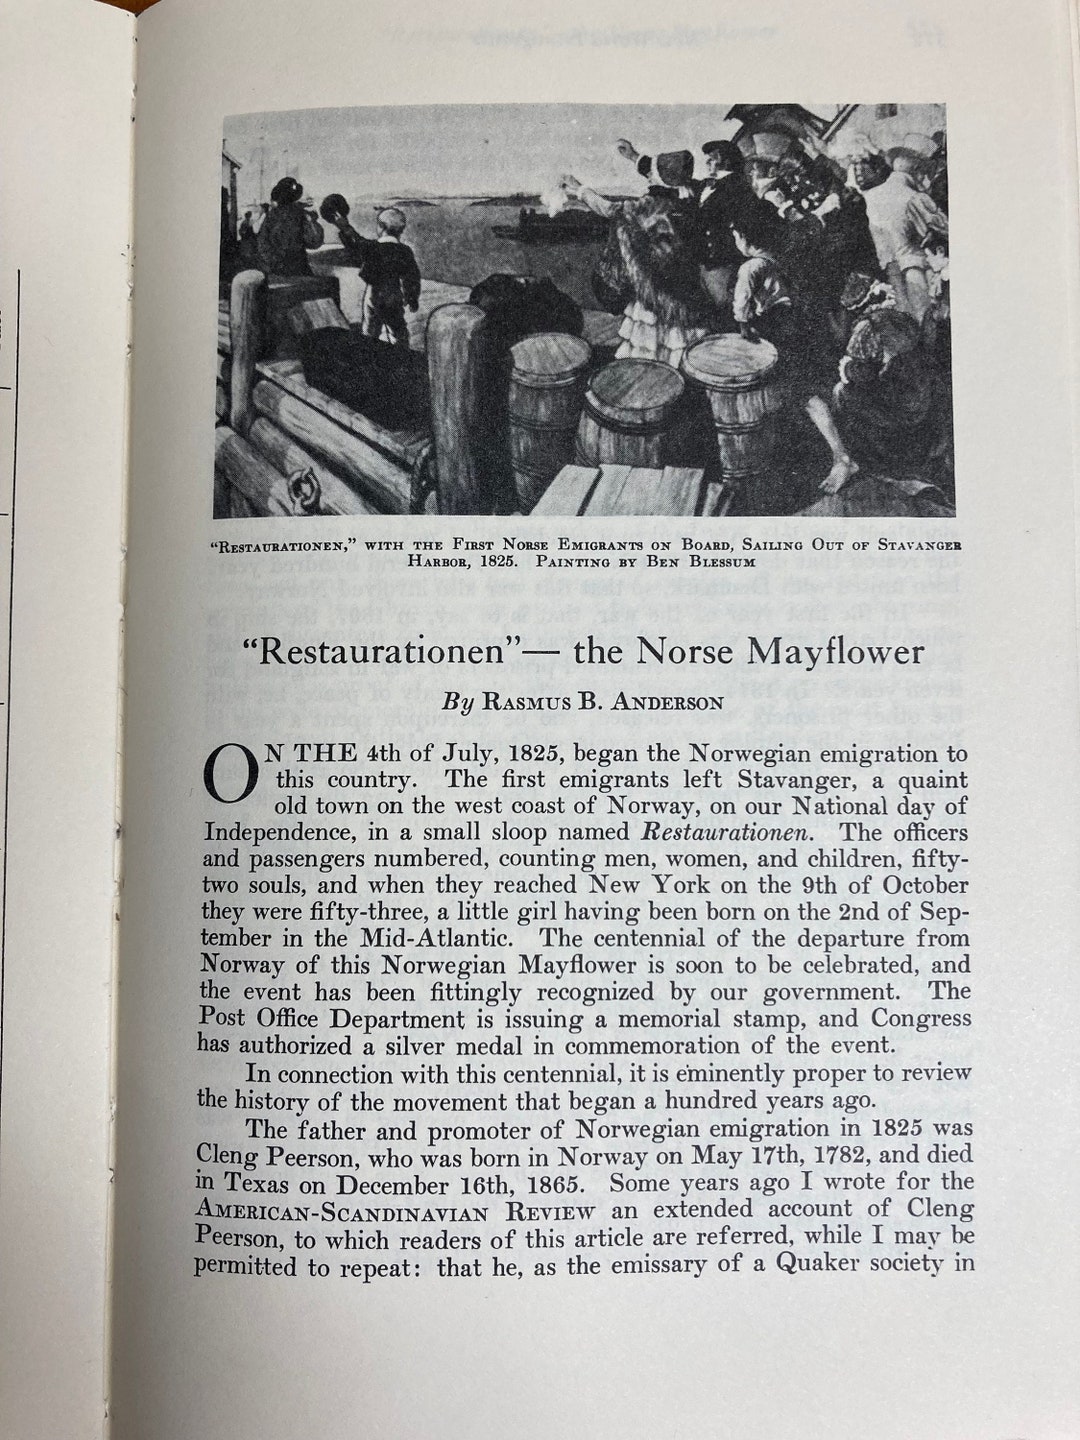 "Restaurationen," with the First Norse Emigrants on Board, Sailing Out of Stavanger
Harbor, 1825. Painting by Ben Blessum
"Restaurationen"— the Norse Mayflower
By Rasmus B. Anderson
ON THE 4th of July, 1825, began the Norwegian emigration to
this country. The first emigrants left Stavanger, a quaint
old town on the west coast of Norway, on our National day of
Independence, in a small sloop named Restaurationen. The officers
and passengers numbered, counting men, women, and children, fifty-
two souls, and when they reached New York on the 9th of October
they were fifty-three, a little girl having been born on the 2nd of Sep-
tember in the Mid-Atlantic. The centennial of the departure from
Norway of this Norwegian Mayflower is soon to be celebrated, and
the event has been fittingly recognized by our government. The
Post Office Department is issuing a memorial stamp, and Congress
has authorized a silver medal in commemoration of the event.
In connection with this centennial, it is eminently proper to review
the history of the movement that began a hundred years ago.
The father and promoter of Norwegian emigration in 1825 was
Cleng Peerson, who was born in Norway on May 17th, 1782, and died
in Texas on December 16th, 1865. Some years ago I wrote for the
American-Scandinavian Review an extended account of Cleng
Peerson, to which readers of this article are referred, while I may be
permitted to repeat: that he, as the emissary of a Quaker society in